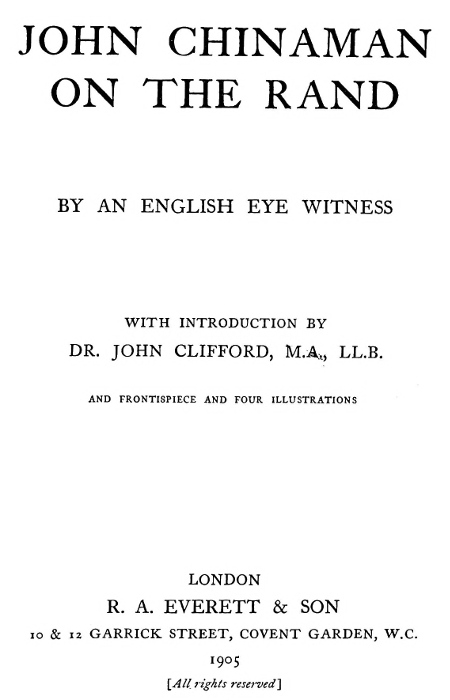 JOHN CHINAMAN
ON THE RAND
BY AN ENGLISH EYE WITNESS
WITH INTRODUCTION BY
DR. JOHN CLIFFORD, M.A., LL.B.
AND FRONTISPIECE AND FOUR ILLUSTRATIONS
LONDON
R. A. EVERETT & SON
10 & 12 GARRICK STREET, COVENT GARDEN, W.C.
1905
[All rights reserved]